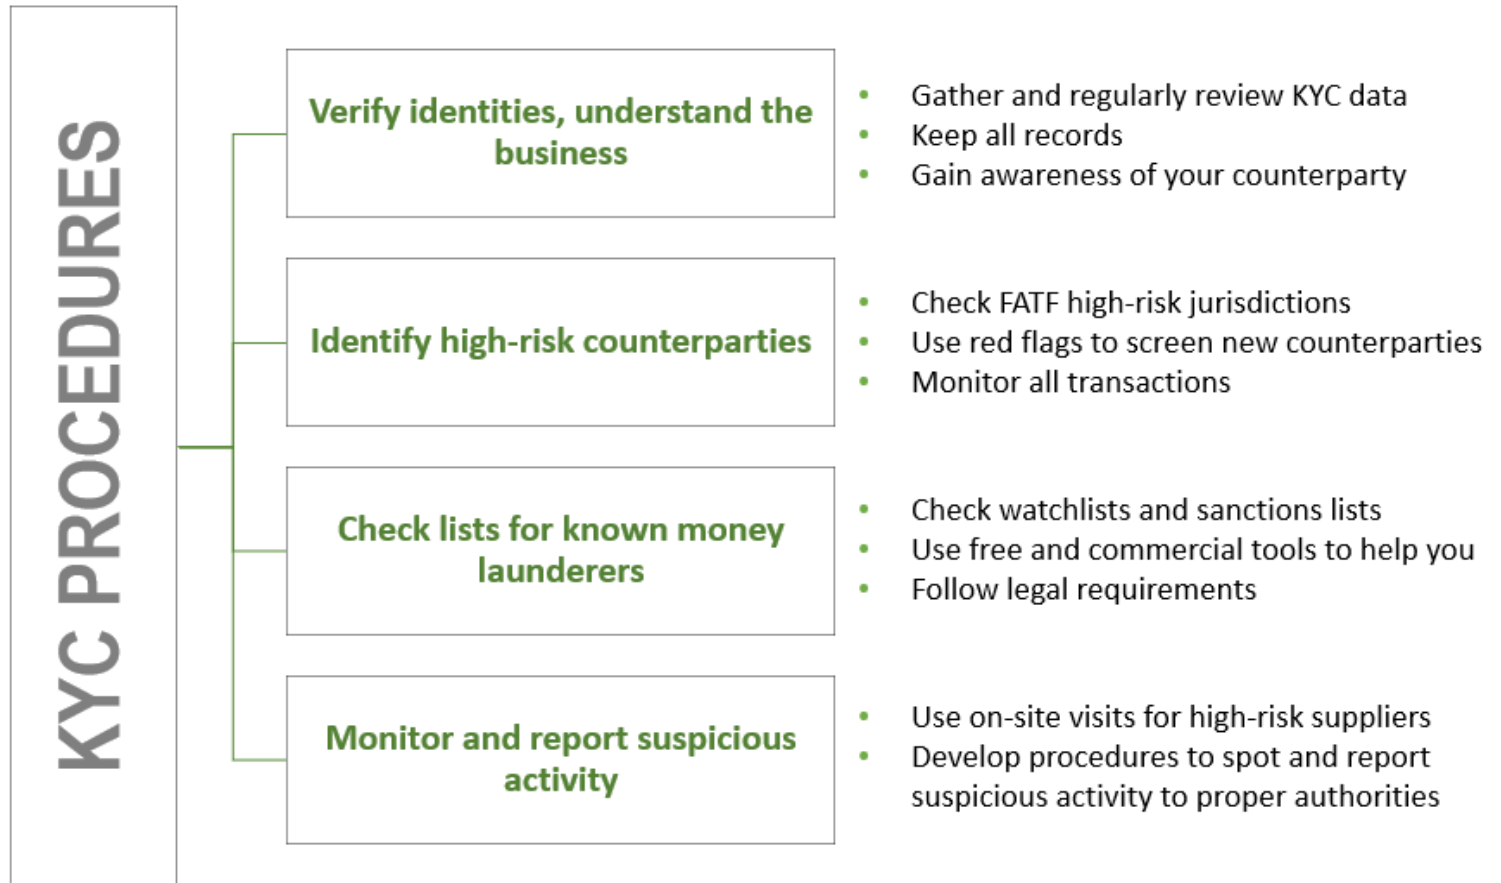 KYC PROCEDURES
Verify identities, understand the
business
• Gather and regularly review KYC data
• Keep all records
• Gain awareness of your counterparty
Identify high-risk counterparties
• Check FATF high-risk jurisdictions
• Use red flags to screen new counterparties
• Monitor all transactions
Check lists for known money
launderers
• Check watchlists and sanctions lists
• Use free and commercial tools to help you
• Follow legal requirements
Monitor and report suspicious
activity
• Use on-site visits for high-risk suppliers
• Develop procedures to spot and report
suspicious activity to proper authorities